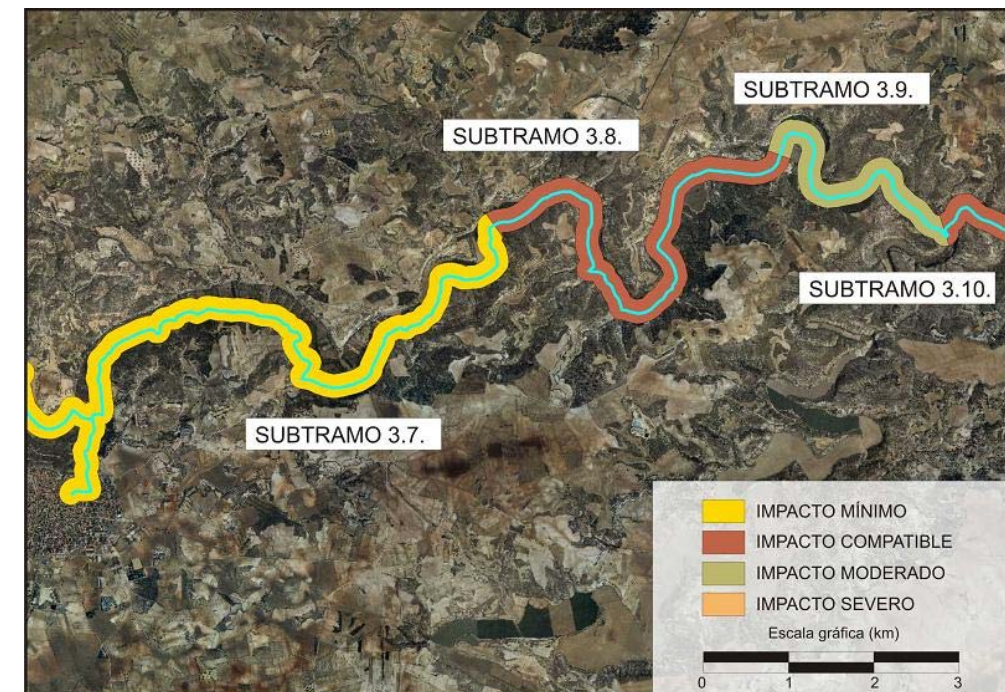 SUBTRAMO 3.9.
SUBTRAMO 3.8.
SUBTRAMO 3.10.
SUBTRAMO 3.7.
IMPACTO MÍNIMO
IMPACTO COMPATIBLE
IMPACTO MODERADO
IMPACTO SEVERO
Escala gráfica (km)
0 1 2 3